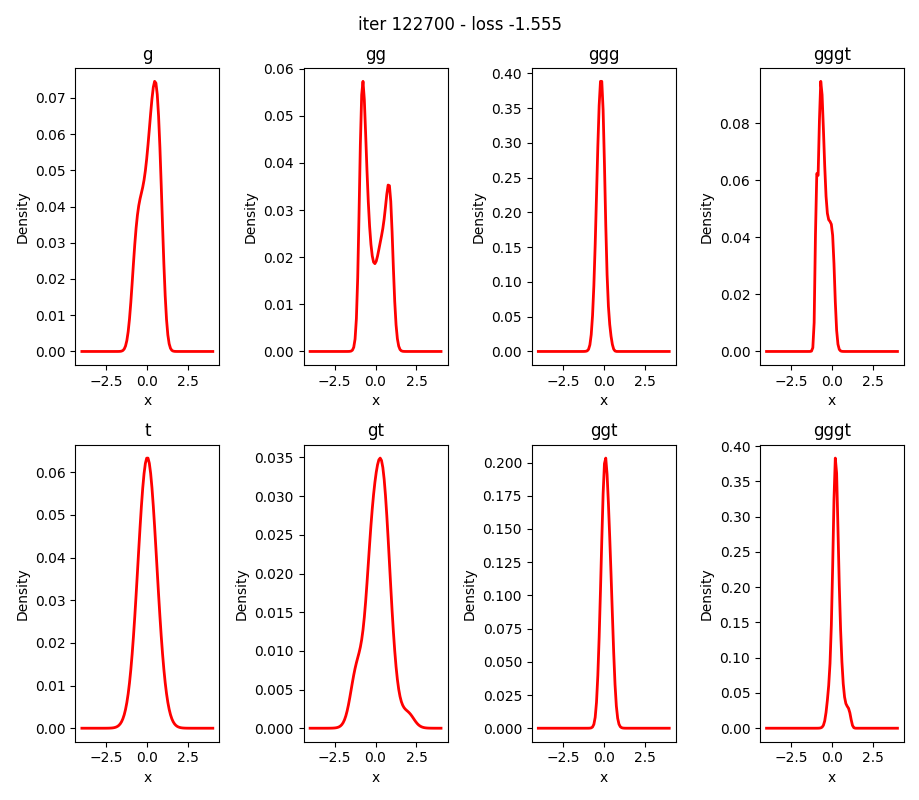 iter 122700 - loss -1.555
g
gg
ggg
gggt
0.07
0.06
0.05
0.04
0.03
0.02
0.01
0.00
Density
−2.5 0.0 2.5
x
0.06
0.05
0.04
0.03
0.02
0.01
0.00
Density
−2.5 0.0 2.5
x
0.40
0.35
0.30
0.25
0.20
0.15
0.10
0.05
0.00
Density
−2.5 0.0 2.5
x
0.08
0.06
0.04
0.02
0.00
Density
−2.5 0.0 2.5
x
t
gt
ggt
gggt
0.06
0.05
0.04
0.03
0.02
0.01
0.00
Density
−2.5 0.0 2.5
x
0.035
0.030
0.025
0.020
0.015
0.010
0.005
0.000
Density
−2.5 0.0 2.5
x
0.200
0.175
0.150
0.125
0.100
0.075
0.050
0.025
0.000
Density
−2.5 0.0 2.5
x
0.40
0.35
0.30
0.25
0.20
0.15
0.10
0.05
0.00
Density
−2.5 0.0 2.5
x